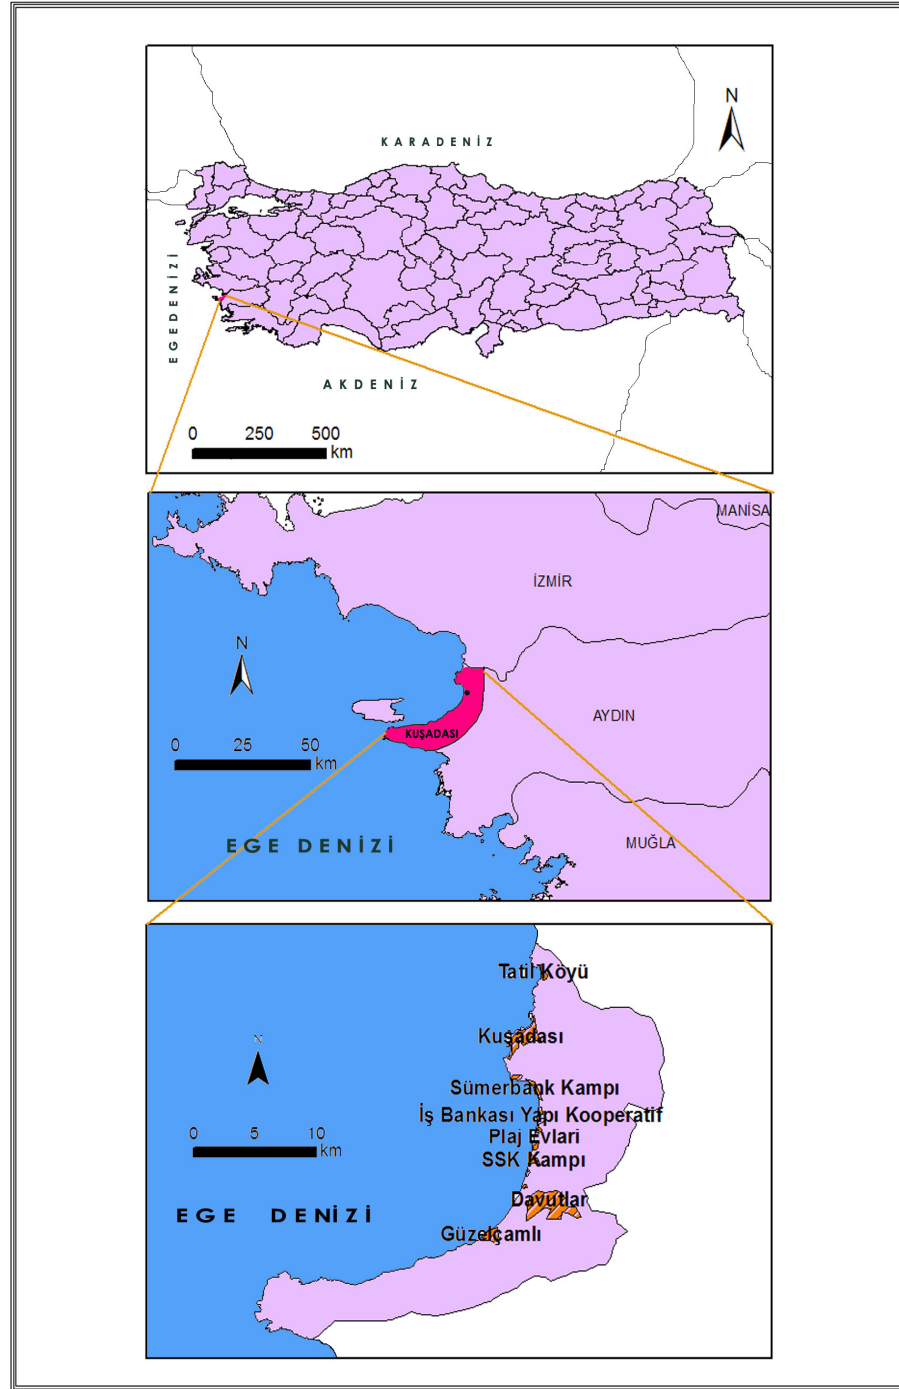 N
KARADENİZ
EGEDENİZİ
AKDENİZ
0 250 500
km
MANİSA
İZMİR
N
AYDIN
KUŞADASI
0 25 50
km
EGE DENİZİ
MUĞLA
Tatil Köyü
N
Kuşadası
Sümerbank Kampı
İş Bankası Yapı Kooperatif
0 5 10
km
Plaj Evlari
SSK Kampı
Davutlar
EGE DENİZİ
Güzelçamlı